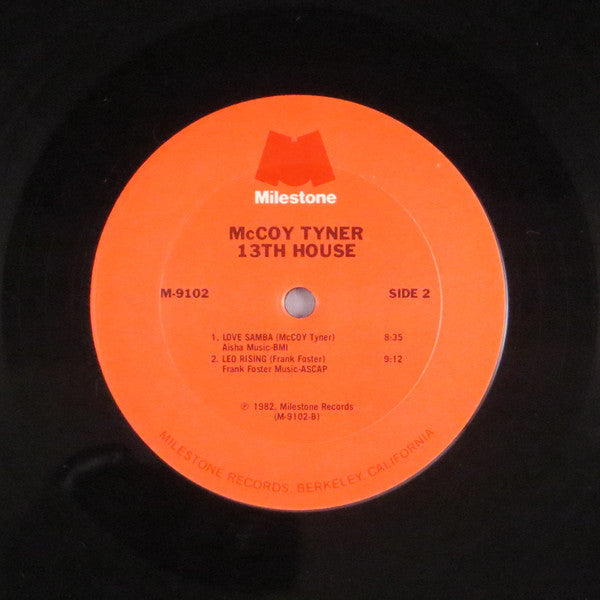 Milestone
McCOY TYNER
13TH HOUSE
M-9102 SIDE 2
1. LOVE SAMBA (McCOY Tyner) 8:35
Aisha Music-BMI
2. LEO RISING (Frank Foster) 9:12
Frank Foster Music-ASCAP
℗ 1982, Milestone Records
(M-9102-B)
MILESTONE RECORDS, BERKELEY, CALIFORNIA